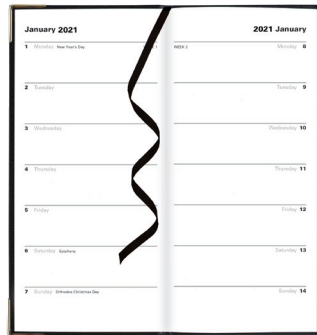 January 2021
1 Monday New Year's Day
2 Tuesday
3 Wednesday
4 Thursday
5 Friday
6 Saturday Epiphany
7 Sunday Orthodox Christmas Day
2021 January
WEEK 2 Monday 8
Tuesday 9
Wednesday 10
Thursday 11
Friday 12
Saturday 13
Sunday 14